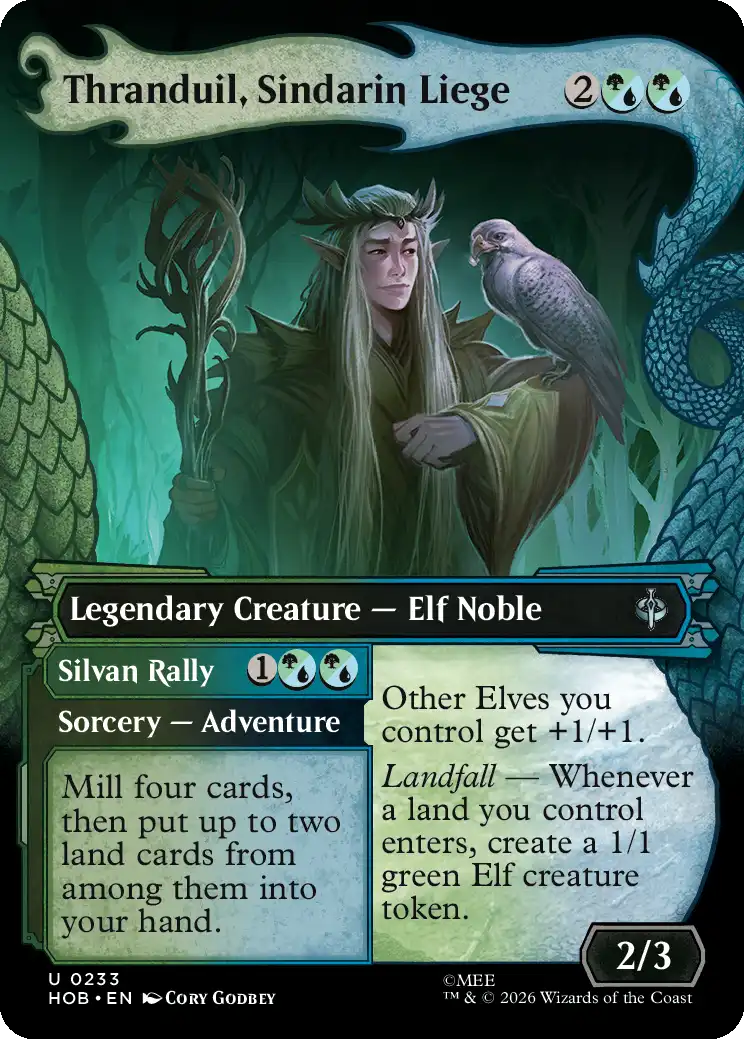 Thranduil, Sindarin Liege 2
Legendary Creature — Elf Noble
Silvan Rally 1
Sorcery — Adventure
Mill four cards,
then put up to two
land cards from
among them into
your hand.
Other Elves you
control get +1/+1.
Landfall — Whenever
a land you control
enters, create a 1/1
green Elf creature
token.
2/3
U 0233
HOB • EN Cory Godbey
©MEE
™ & © 2026 Wizards of the Coast